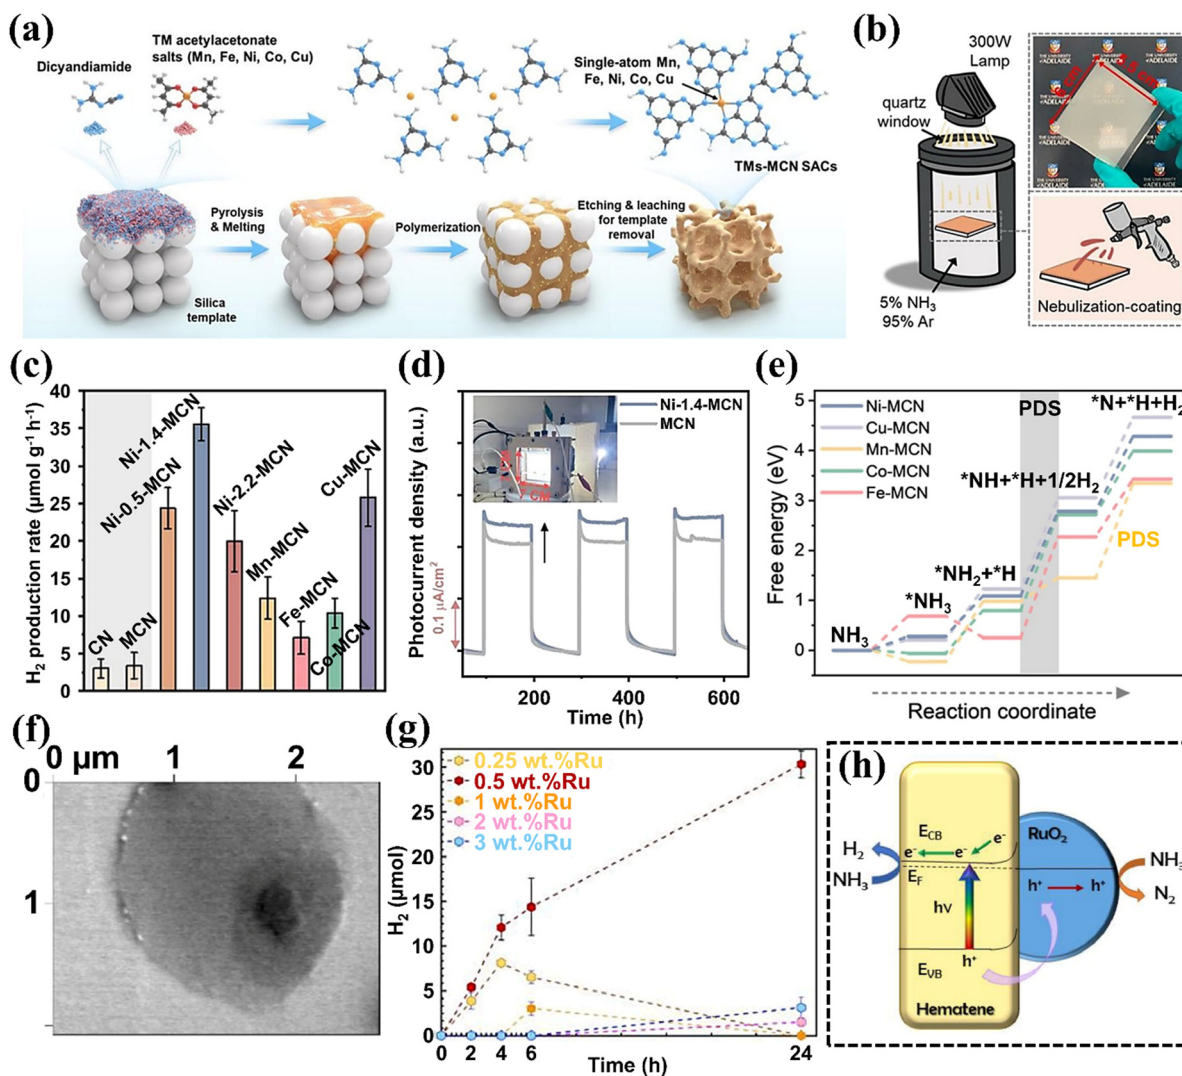 (a)
Dicyandiamide
TM acetylacetonate
salts (Mn, Fe, Ni, Co, Cu)
Single-atom Mn,
Fe, Ni, Co, Cu
TMs-MCN SACs
Pyrolysis
& Melting
Polymerization
Etching & leaching
for template
removal
Silica
template
(b)
300W
Lamp
quartz
window
5% NH₃
95% Ar
THE UNIVERSITY
of ADELAIDE
Nebulization-coating
(c)
H₂ production rate (μmol g⁻¹ h⁻¹)
40
35
30
25
20
15
10
5
0
CN
MCN
Ni-0.5-MCN
Ni-1.4-MCN
Ni-2.2-MCN
Mn-MCN
Fe-MCN
Co-MCN
Cu-MCN
(d)
Photocurrent density (a.u.)
0.1 μA/cm²
Ni-1.4-MCN
MCN
200
400
600
Time (h)
(e)
Free energy (eV)
5
4
3
2
1
0
Ni-MCN
Cu-MCN
Mn-MCN
Co-MCN
Fe-MCN
PDS
*N+*H+H₂
*NH+*H+1/2H₂
PDS
*NH₂+*H
*NH₃
NH₃
Reaction coordinate
(f)
0 μm
1
2
0
1
(g)
H₂ (μmol)
30
25
20
15
10
5
0
0.25 wt.%Ru
0.5 wt.%Ru
1 wt.%Ru
2 wt.%Ru
3 wt.%Ru
0
2
4
6
24
Time (h)
(h)
E_CB
e⁻
e⁻
e⁻
RuO₂
H₂
NH₃
E_F
hν
h⁺
h⁺
NH₃
N₂
h⁺
E_VB
Hematene